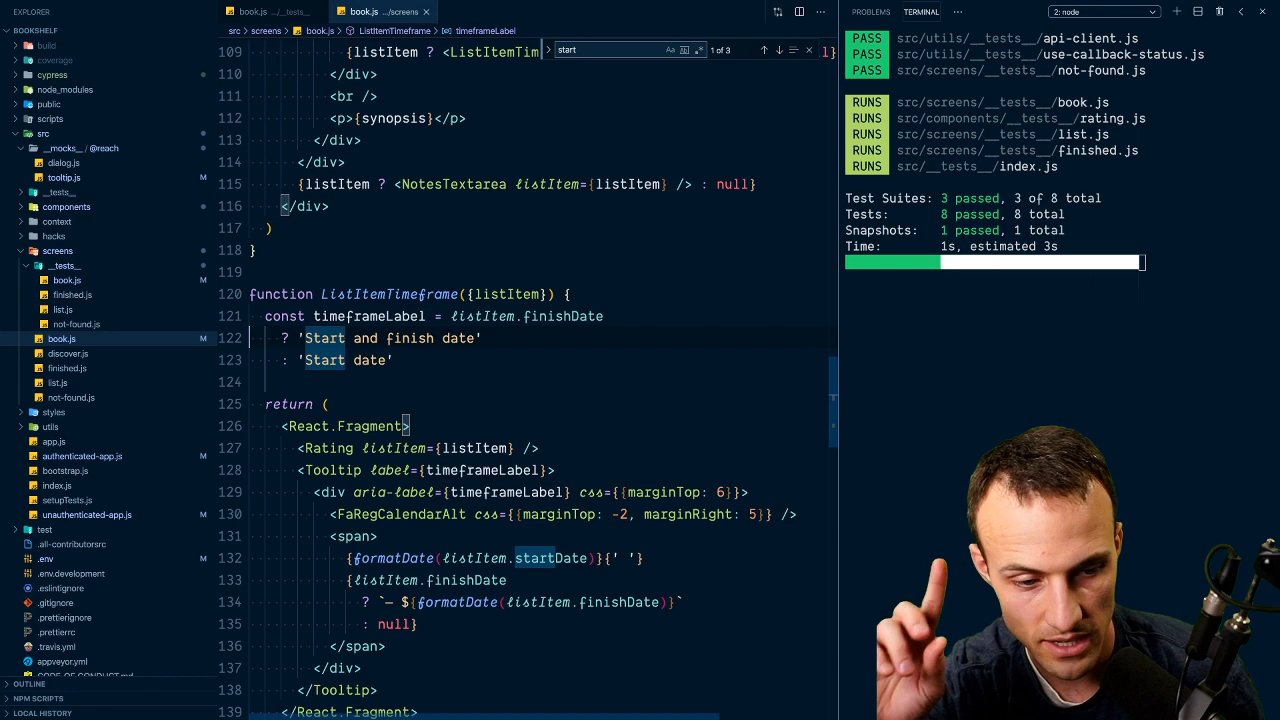 EXPLORER
BOOKSHELF
build
coverage
cypress
node_modules
public
scripts
src
__mocks__ / @reach
dialog.js
tooltip.js M
__tests__
components
context
hacks
screens
__tests__
book.js M
finished.js
list.js
not-found.js
book.js M
discover.js
finished.js
list.js
not-found.js
styles
utils
app.js
authenticated-app.js M
bootstrap.js
index.js
setupTests.js
unauthenticated-app.js M
test
.all-contributorsrc
.env M
.env.development
.eslintignore
.gitignore
.prettierignore
.prettierrc
.travis.yml
appveyor.yml
CODE_OF_CONDUCT.md
OUTLINE
NPM SCRIPTS
LOCAL HISTORY
book.js .../__tests__
book.js .../screens
src > screens > book.js > ListItemTimeframe > timeframeLabel
start
Aa
1 of 3
109 {listItem ? <ListItemTim l}
110 </div>
111 <br />
112 <p>{synopsis}</p>
113 </div>
114 </div>
115 {listItem ? <NotesTextarea listItem={listItem} /> : null}
116 </div>
117 )
118 }
119
120 function ListItemTimeframe({listItem}) {
121 const timeframeLabel = listItem.finishDate
122 ? 'Start and finish date'
123 : 'Start date'
124
125 return (
126 <React.Fragment>
127 <Rating listItem={listItem} />
128 <Tooltip label={timeframeLabel}>
129 <div aria-label={timeframeLabel} css={{marginTop: 6}}>
130 <FaRegCalendarAlt css={{marginTop: -2, marginRight: 5}} />
131 <span>
132 {formatDate(listItem.startDate)}{' '}
133 {listItem.finishDate
134 ? `— ${formatDate(listItem.finishDate)}`
135 : null}
136 </span>
137 </div>
138 </Tooltip>
139 </React.Fragment>
PROBLEMS TERMINAL ··· 2: node
PASS src/utils/__tests__/api-client.js
PASS src/utils/__tests__/use-callback-status.js
PASS src/screens/__tests__/not-found.js
RUNS src/screens/__tests__/book.js
RUNS src/components/__tests__/rating.js
RUNS src/screens/__tests__/list.js
RUNS src/screens/__tests__/finished.js
RUNS src/__tests__/index.js
Test Suites: 3 passed, 3 of 8 total
Tests: 8 passed, 8 total
Snapshots: 1 passed, 1 total
Time: 1s, estimated 3s